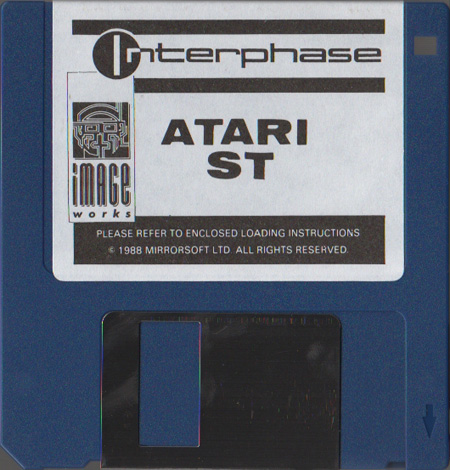 Interphase
ATARI
ST
iMAGE
works
PLEASE REFER TO ENCLOSED LOADING INSTRUCTIONS
© 1988 MIRRORSOFT LTD. ALL RIGHTS RESERVED.